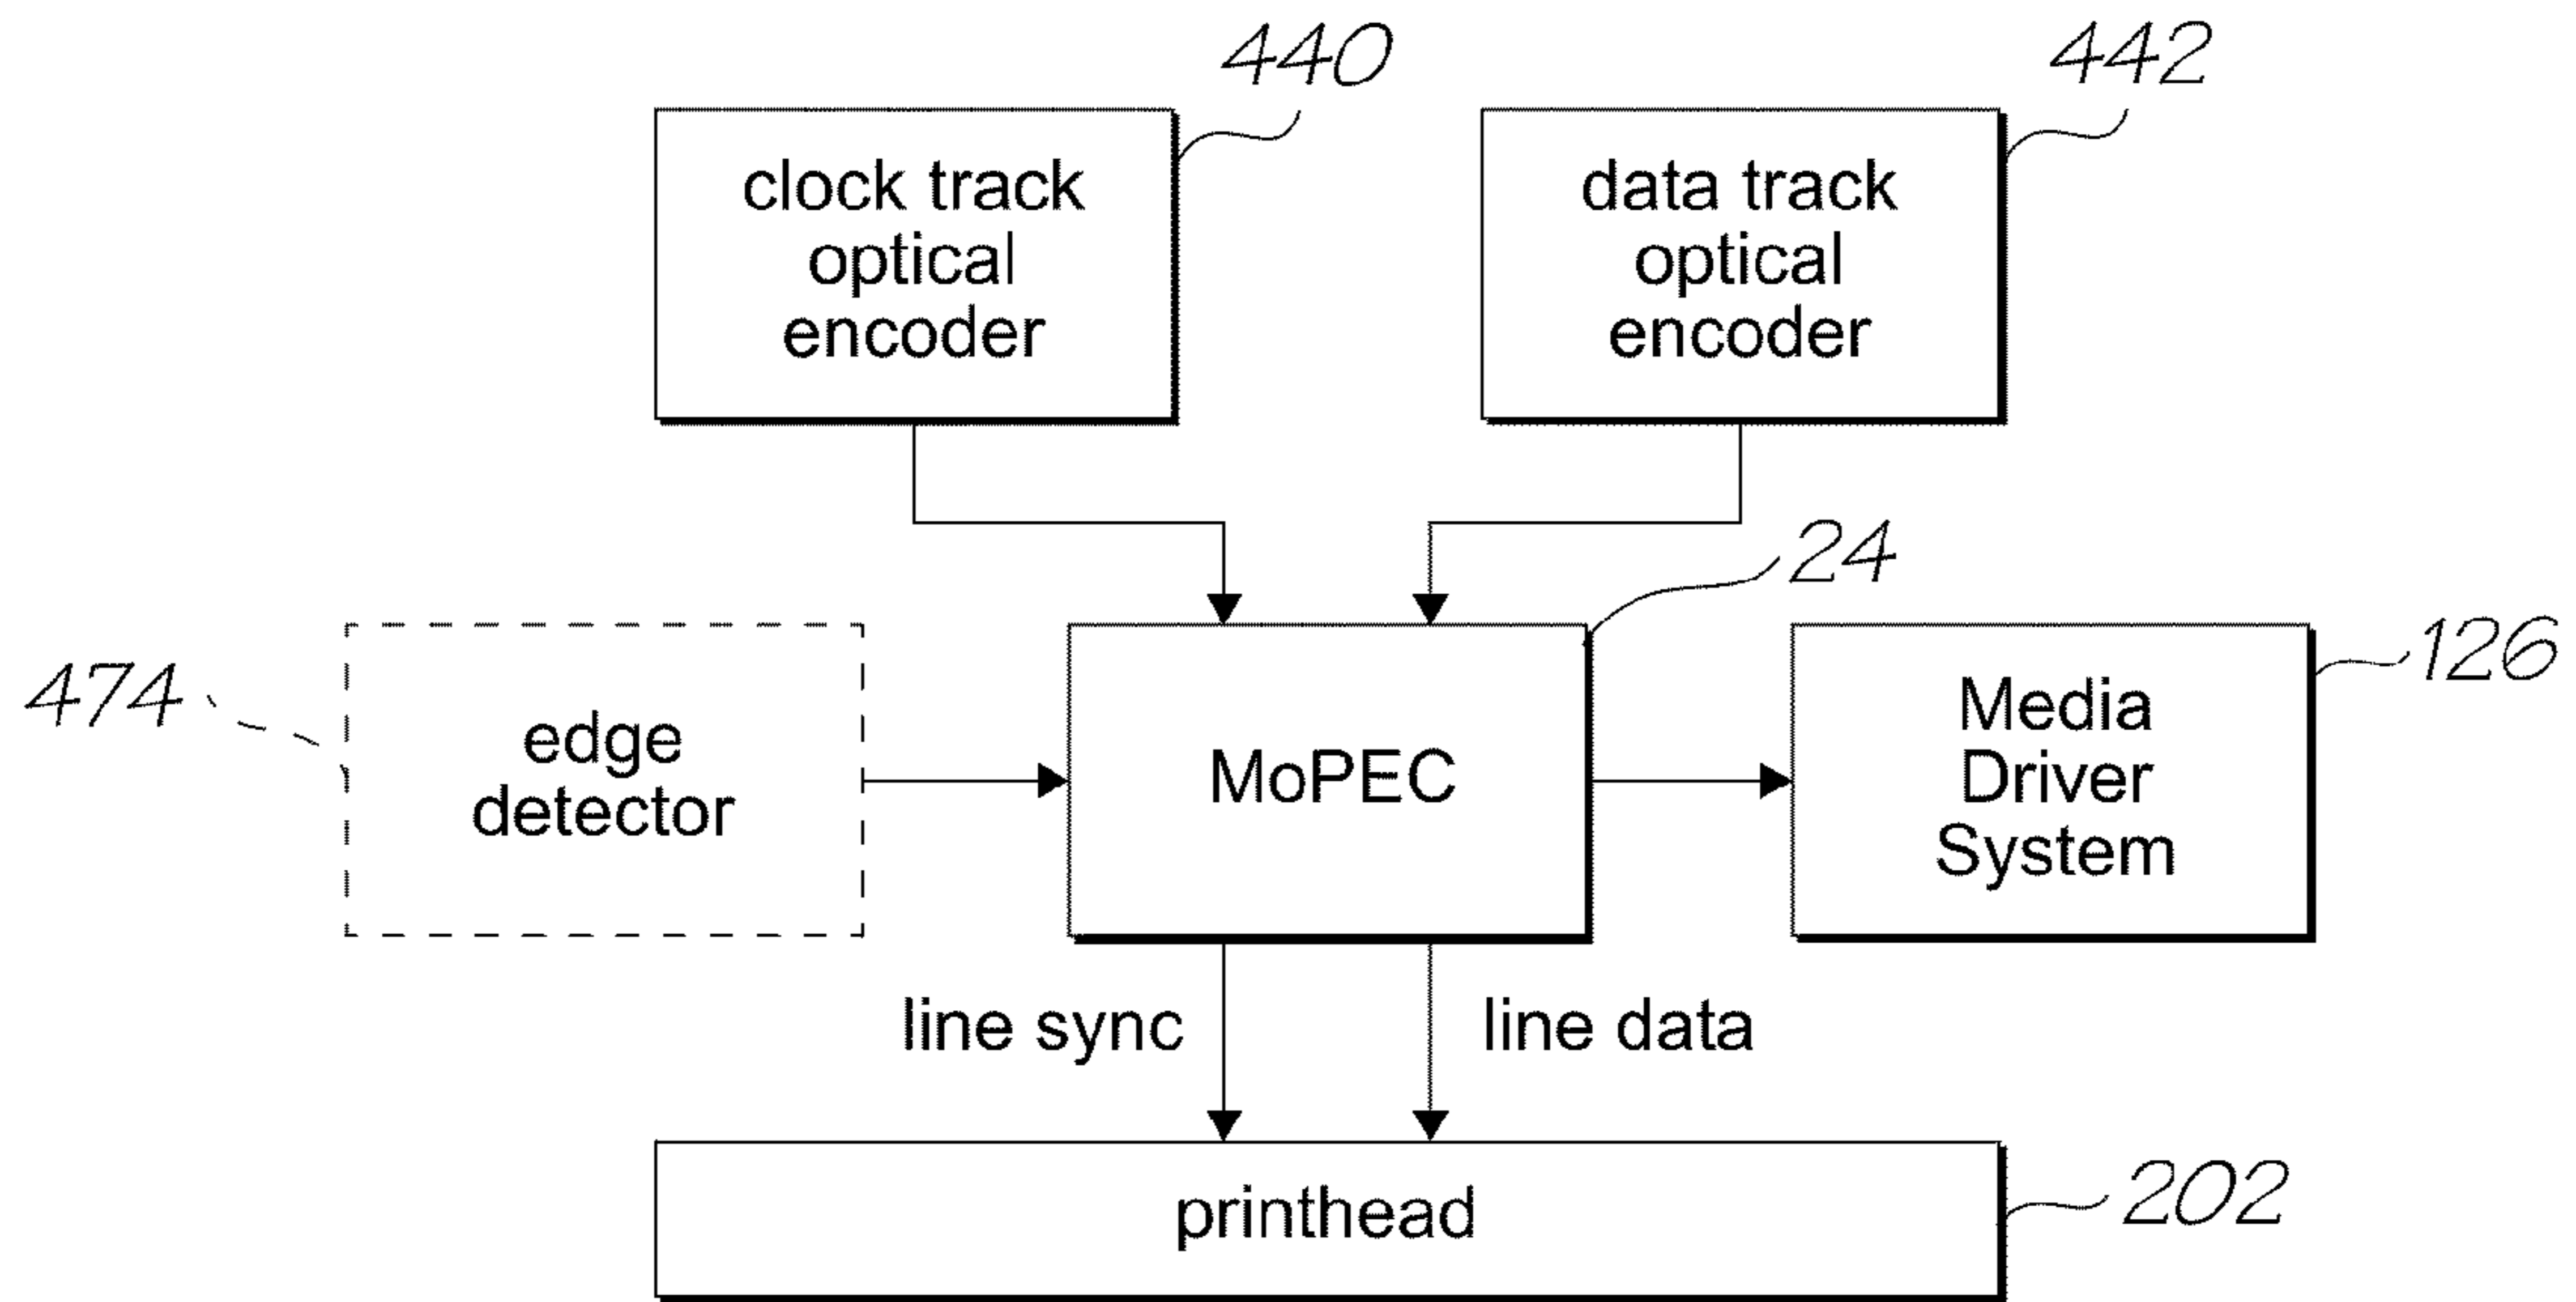 440
442
clock track
optical
encoder
data track
optical
encoder
24
474
edge
detector
MoPEC
126
Media
Driver
System
line sync
line data
printhead
202